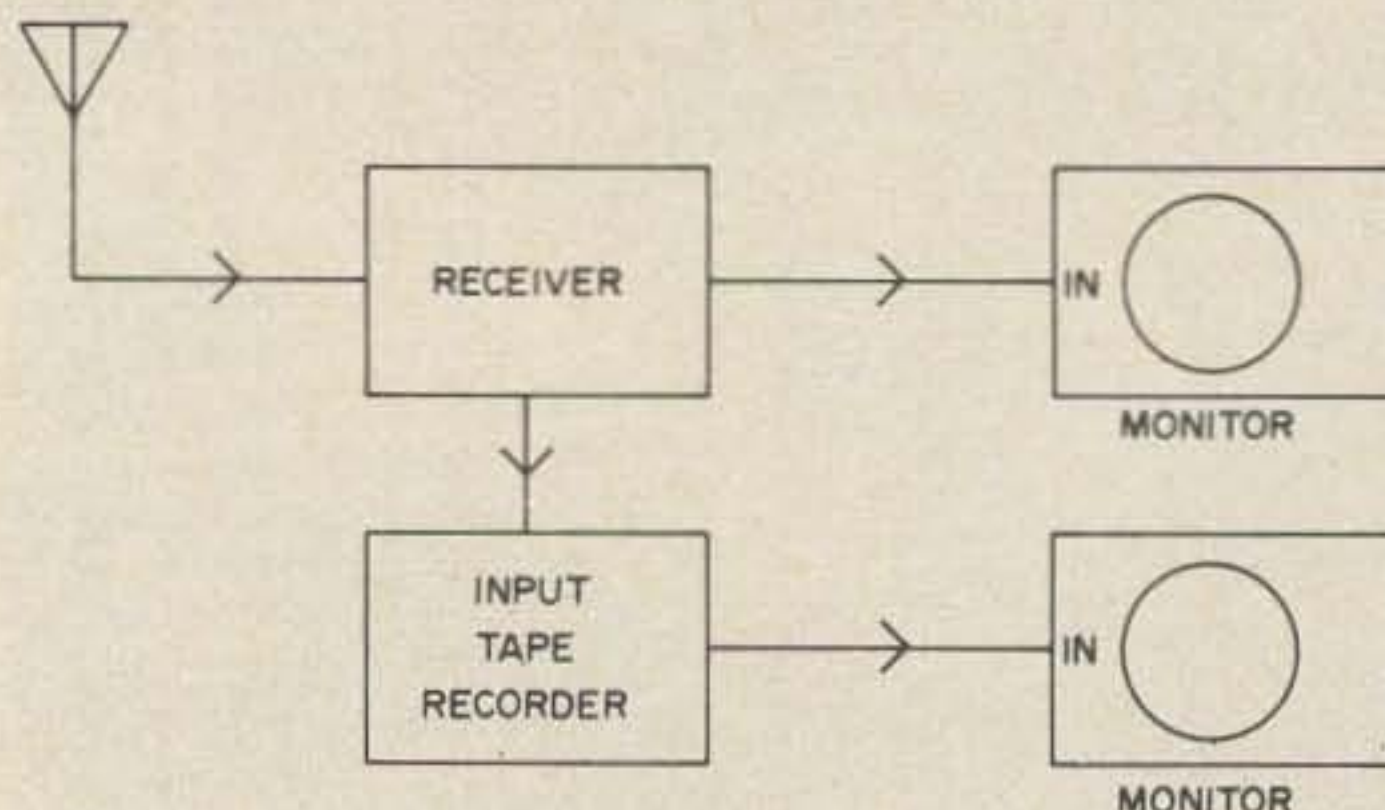 RECEIVER
IN
MONITOR
INPUT
TAPE
RECORDER
IN
MONITOR